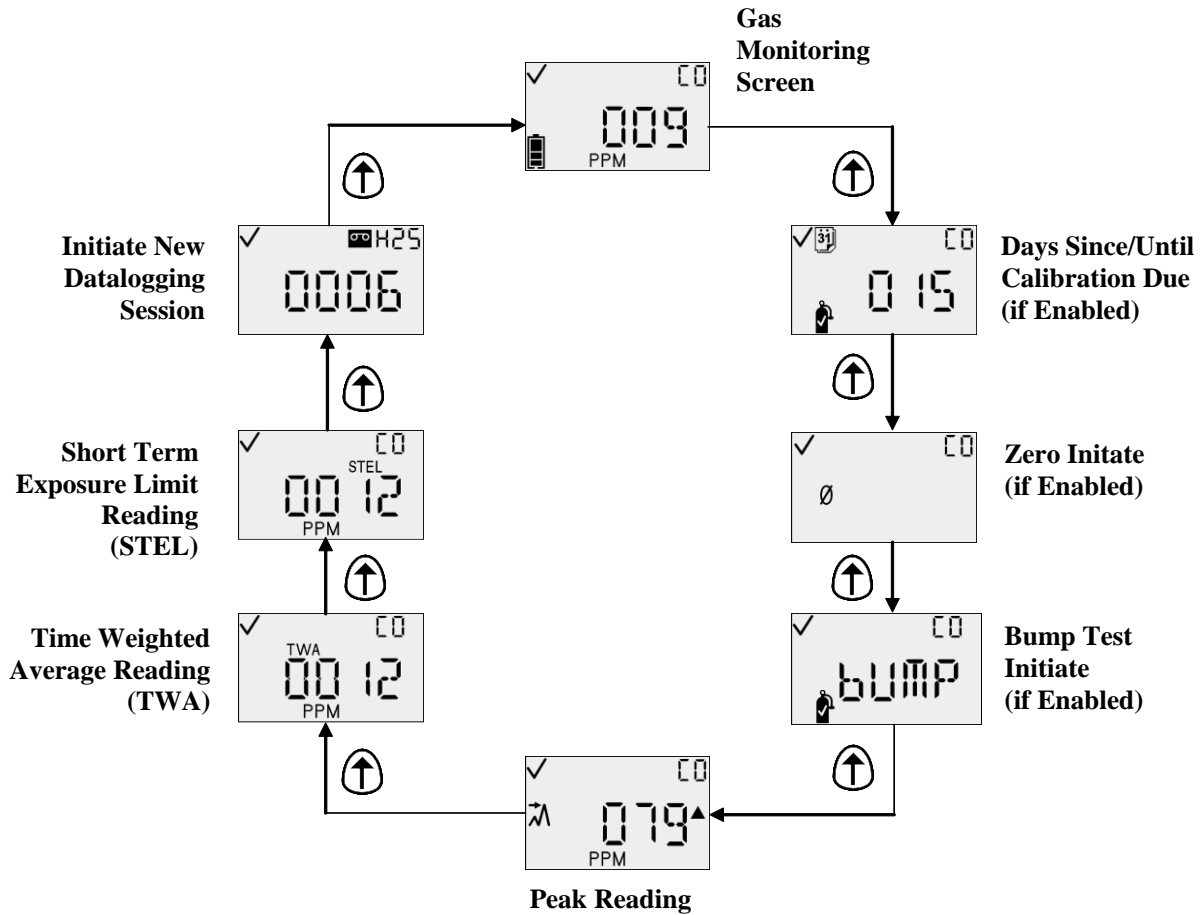 Gas
Monitoring
Screen
CO
009
PPM
Days Since/Until
Calibration Due
(if Enabled)
31
CO
015
Zero Initate
(if Enabled)
CO
Ø
Bump Test
Initiate
(if Enabled)
CO
bUMP
CO
079
PPM
Peak Reading
Time Weighted
Average Reading
(TWA)
CO
TWA
0012
PPM
Short Term
Exposure Limit
Reading
(STEL)
CO
STEL
0012
PPM
Initiate New
Datalogging
Session
H2S
0006